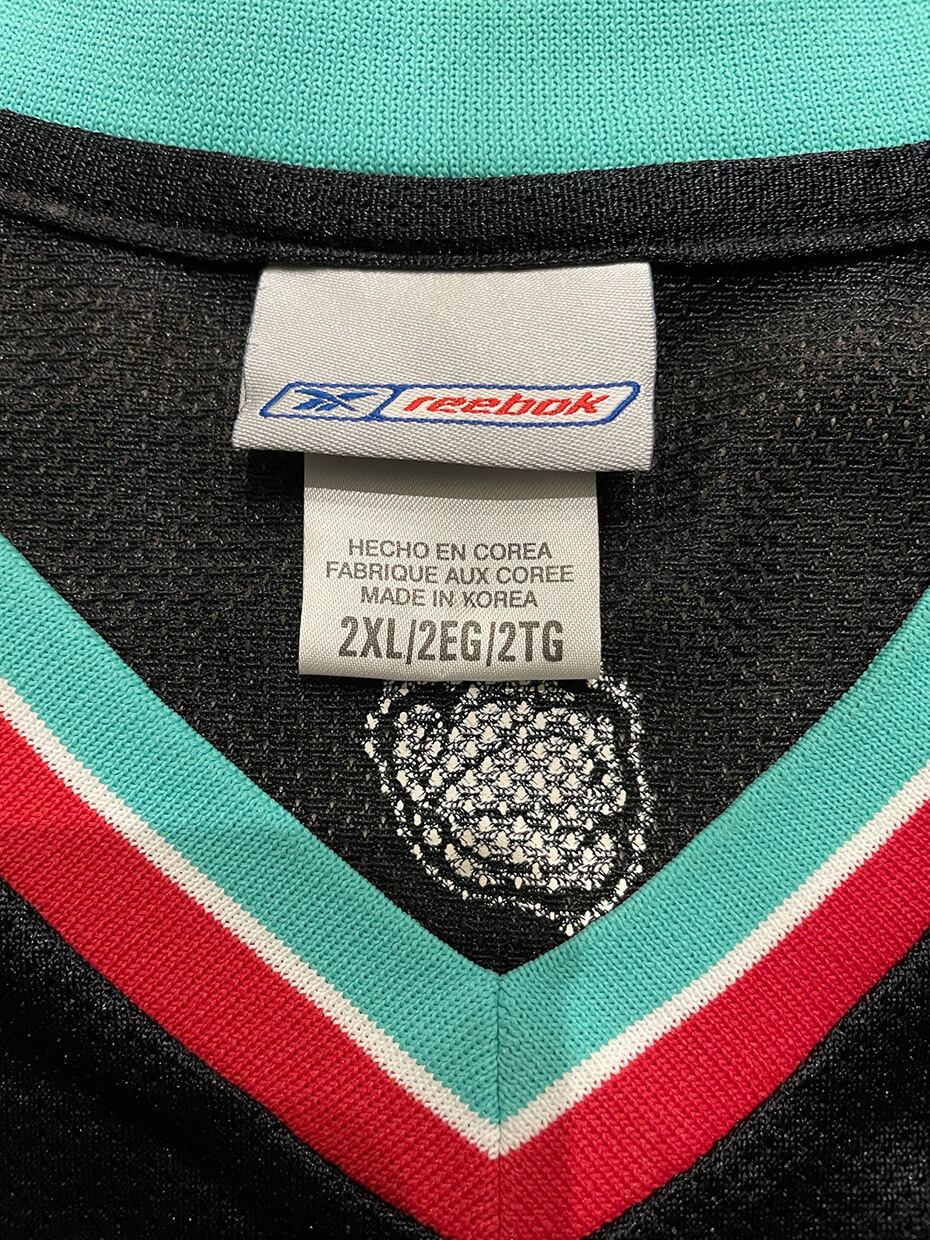 reebok
HECHO EN COREA
FABRIQUE AUX COREE
MADE IN KOREA
2XL/2EG/2TG